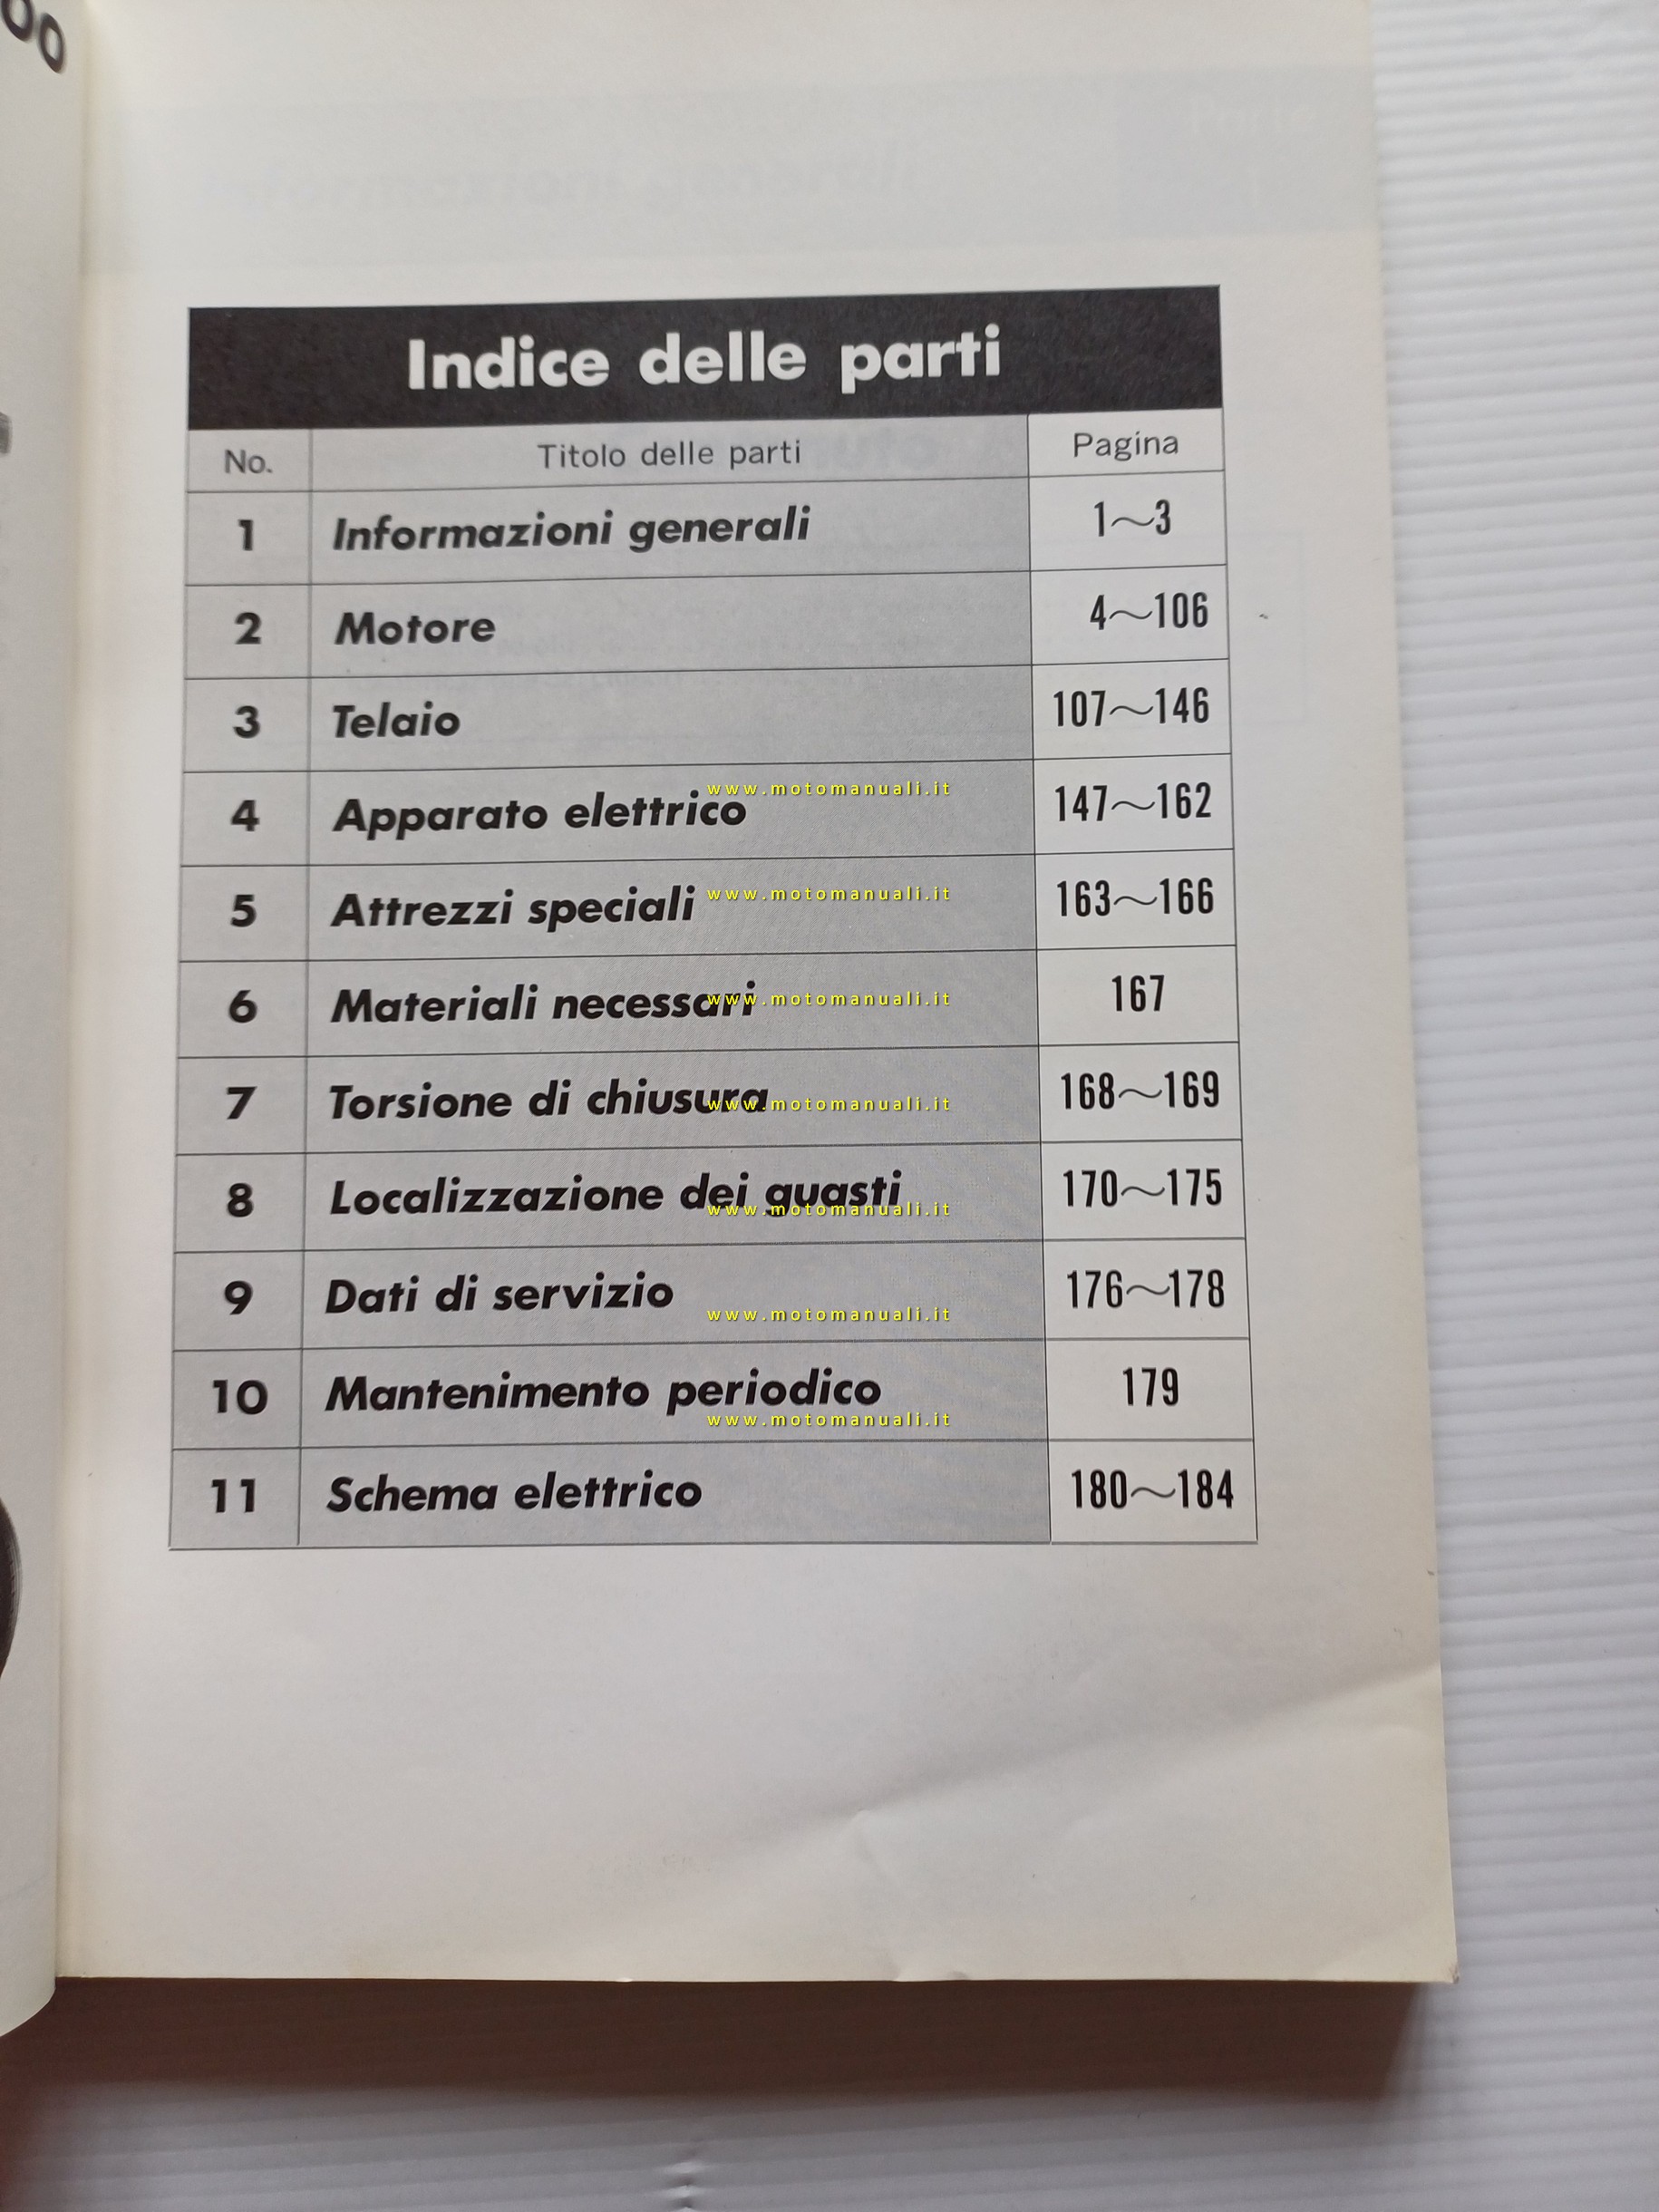 00
Indice delle parti
No. Titolo delle parti Pagina
1 Informazioni generali 1~3
2 Motore 4~106
3 Telaio 107~146
www.motomanuali.it
4 Apparato elettrico 147~162
5 Attrezzi speciali www.motomanuali.it 163~166
6 Materiali necessari www.motomanuali.it 167
7 Torsione di chiusura www.motomanuali.it 168~169
8 Localizzazione dei guasti 170~175
www.motomanuali.it
9 Dati di servizio 176~178
www.motomanuali.it
10 Mantenimento periodico 179
www.motomanuali.it
11 Schema elettrico 180~184